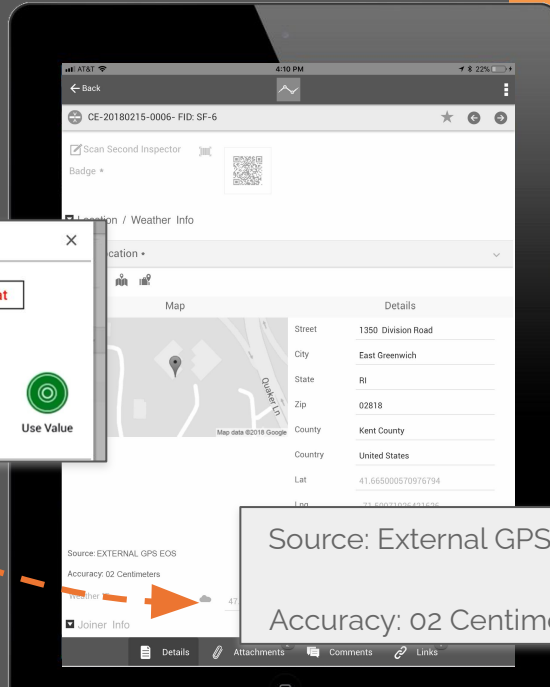 AT&T 4:10 PM 22%
Back
CE-20180215-0006- FID: SF-6
Scan Second Inspector
Badge *
Location / Weather Info
Map Details
Quaker Ln
Map data ©2018 Google
Street 1350 Division Road
City East Greenwich
State RI
Zip 02818
County Kent County
Country United States
Lat 41.665000570976794
Use Value
Source: EXTERNAL GPS EOS
Accuracy: 02 Centimeters
Weather
Joiner Info
Details Attachments Comments Links
Source: External GPS
Accuracy: 02